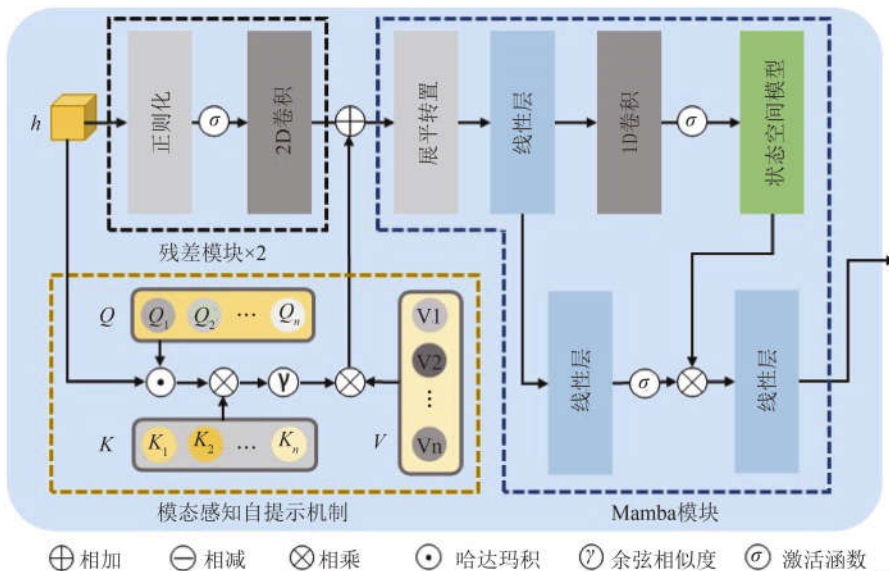 h
正则化
σ
2D卷积
展平转置
线性层
1D卷积
σ
状态空间模型
残差模块×2
Q
Q1 Q2 … Qn
V1
V2
⋮
Vn
γ
K
K1 K2 … Kn
V
线性层
σ
线性层
模态感知自提示机制
Mamba模块
⊕相加 ⊖相减 ⊗相乘 ⊙哈达玛积 γ余弦相似度 σ激活涵数